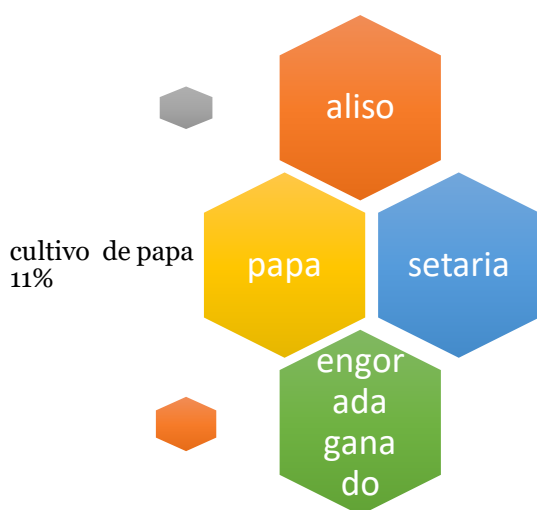 aliso
cultivo de papa
11%
papa
setaria
engor
ada
gana
do